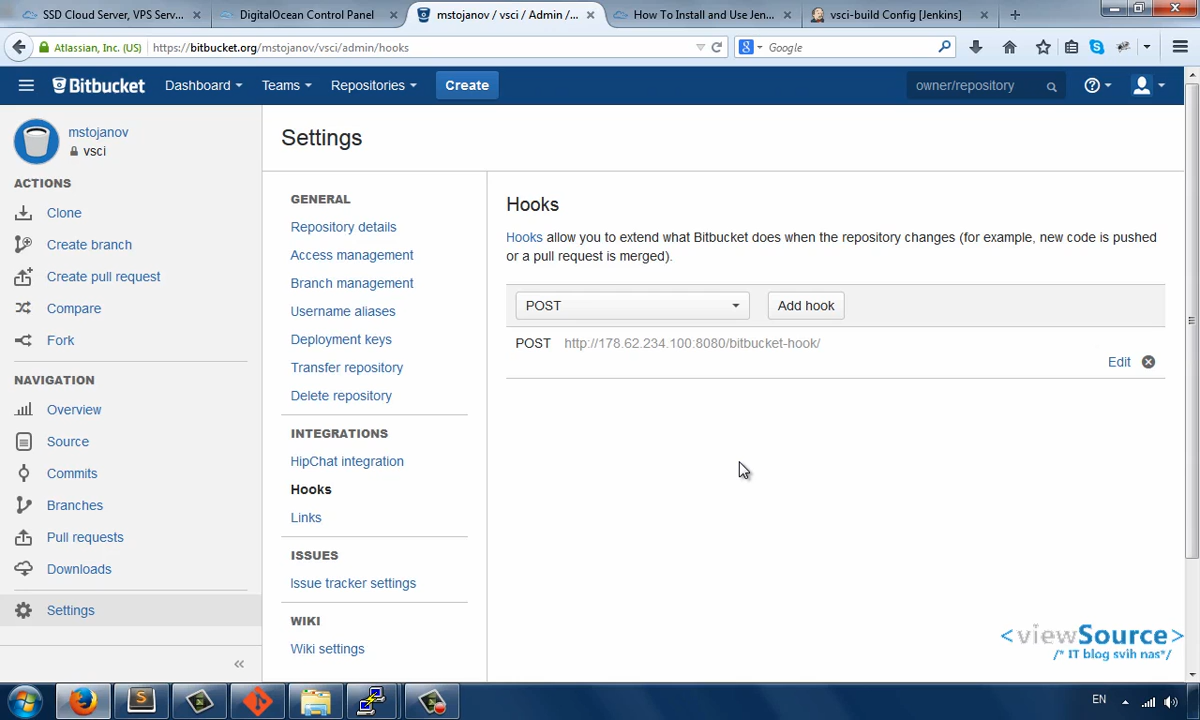 SSD Cloud Server, VPS Serv...
DigitalOcean Control Panel
mstojanov / vsci / Admin /...
How To Install and Use Jen...
vsci-build Config [Jenkins]
Atlassian, Inc. (US)
https://bitbucket.org/mstojanov/vsci/admin/hooks
Google
Bitbucket
Dashboard
Teams
Repositories
Create
owner/repository
mstojanov
vsci
ACTIONS
Clone
Create branch
Create pull request
Compare
Fork
NAVIGATION
Overview
Source
Commits
Branches
Pull requests
Downloads
Settings
Settings
GENERAL
Repository details
Access management
Branch management
Username aliases
Deployment keys
Transfer repository
Delete repository
INTEGRATIONS
HipChat integration
Hooks
Links
ISSUES
Issue tracker settings
WIKI
Wiki settings
Hooks
Hooks allow you to extend what Bitbucket does when the repository changes (for example, new code is pushed
or a pull request is merged).
POST
Add hook
POST http://178.62.234.100:8080/bitbucket-hook/
Edit
<viewSource>
/* IT blog svih nas*/
EN